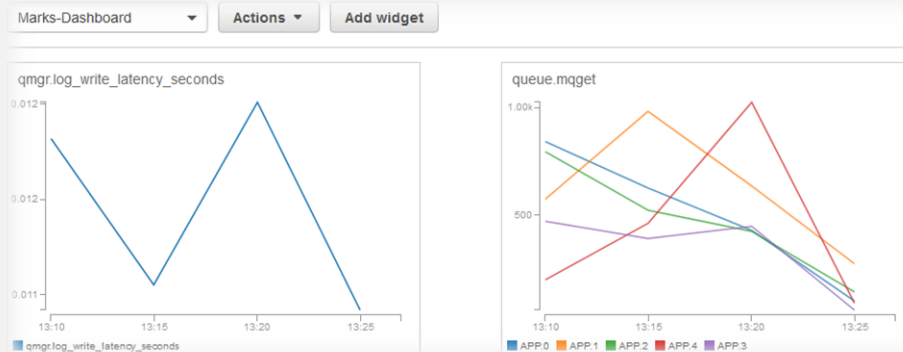 Marks-Dashboard Actions Add widget
qmgr.log_write_latency_seconds
0.012
0.012
0.011
13:10 13:15 13:20 13:25
qmgr.log_write_latency_seconds
queue.mqget
1.00k
500
13:10 13:15 13:20 13:25
APP.0 APP.1 APP.2 APP.4 APP.3